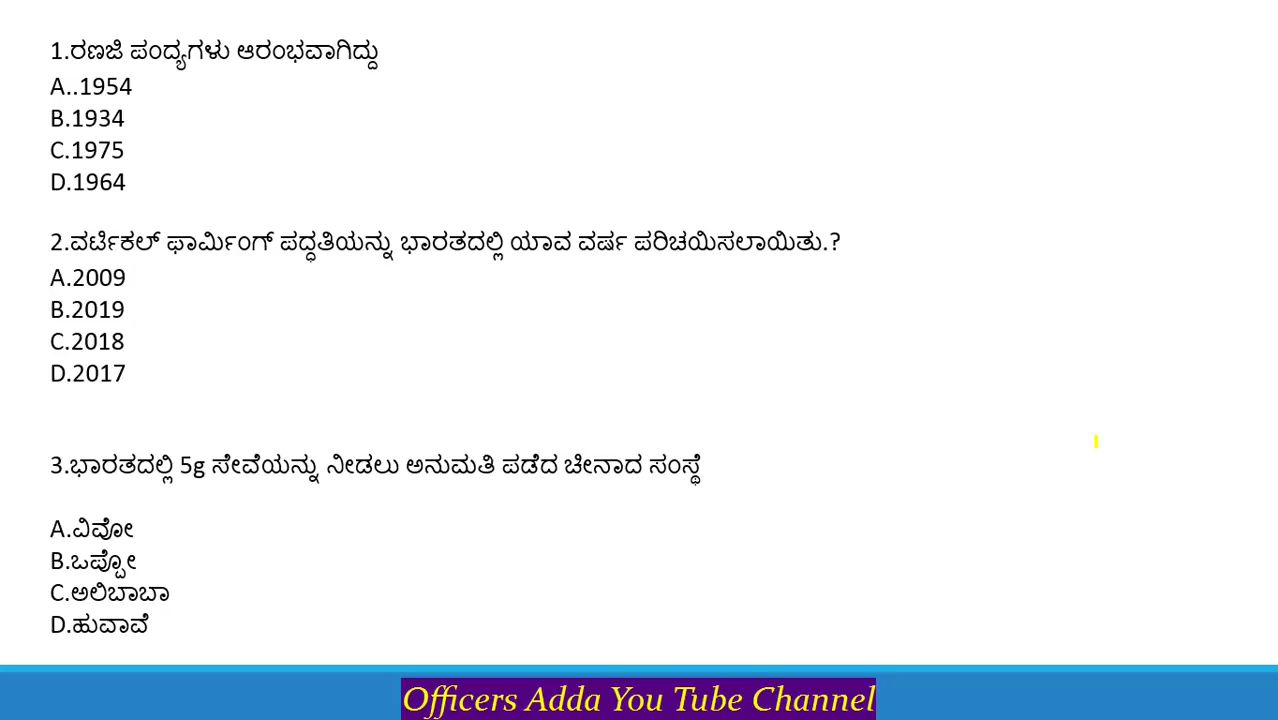 1.ರಣಜಿ ಪಂದ್ಯಗಳು ಆರಂಭವಾಗಿದ್ದು
A..1954
B.1934
C.1975
D.1964
2.ವರ್ಟಿಕಲ್ ಫಾರ್ಮಿಂಗ್ ಪದ್ಧತಿಯನ್ನು ಭಾರತದಲ್ಲಿ ಯಾವ ವರ್ಷ ಪರಿಚಯಿಸಲಾಯಿತು.?
A.2009
B.2019
C.2018
D.2017
3.ಭಾರತದಲ್ಲಿ 5g ಸೇವೆಯನ್ನು ನೀಡಲು ಅನುಮತಿ ಪಡೆದ ಚೀನಾದ ಸಂಸ್ಥೆ
A.ವಿವೋ
B.ಒಪ್ಪೋ
C.ಅಲಿಬಾಬಾ
D.ಹುವಾವೆ
Officers Adda You Tube Channel